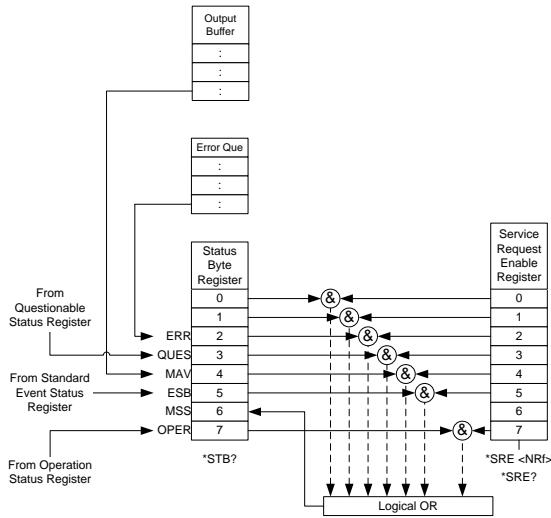 Output
Buffer
:
:
:
Error Que
:
:
:
Status
Byte
Register
0
1
2
3
4
5
6
7
*STB?
From
Questionable
Status Register
From Standard
Event Status
Register
From Operation
Status Register
ERR
QUES
MAV
ESB
MSS
OPER
&
&
&
&
&
&
&
Service
Request
Enable
Register
0
1
2
3
4
5
6
7
*SRE <NRf>
*SRE?
Logical OR